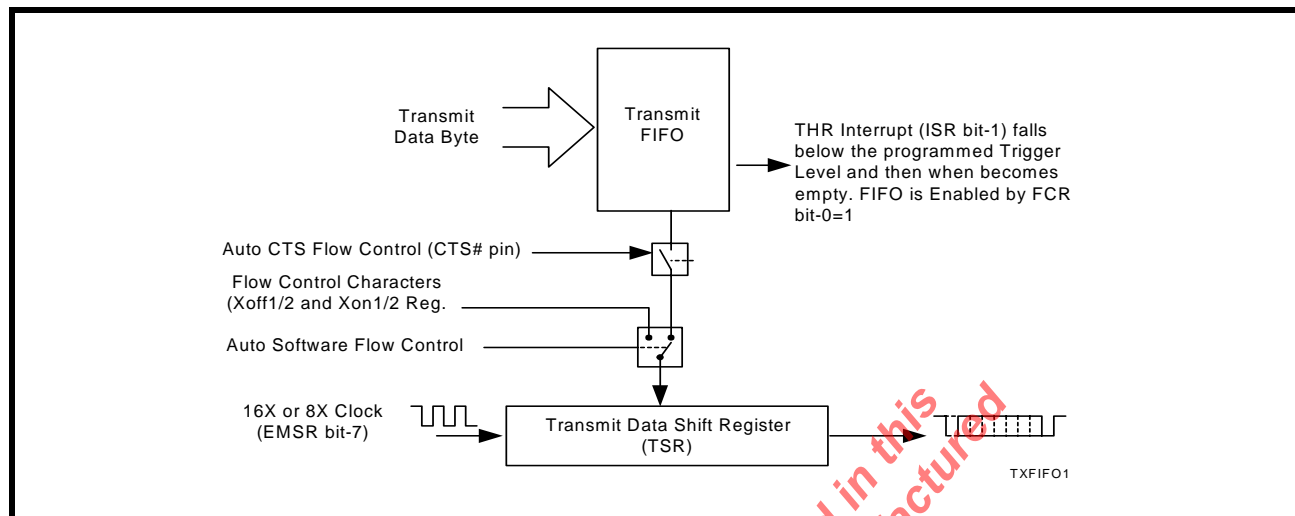 Transmit
Data Byte
Transmit
FIFO
THR Interrupt (ISR bit-1) falls
below the programmed Trigger
Level and then when becomes
empty. FIFO is Enabled by FCR
bit-0=1
Auto CTS Flow Control (CTS# pin)
Flow Control Characters
(Xoff1/2 and Xon1/2 Reg.
Auto Software Flow Control
16X or 8X Clock
(EMSR bit-7)
Transmit Data Shift Register
(TSR)
TXFIFO1
in this